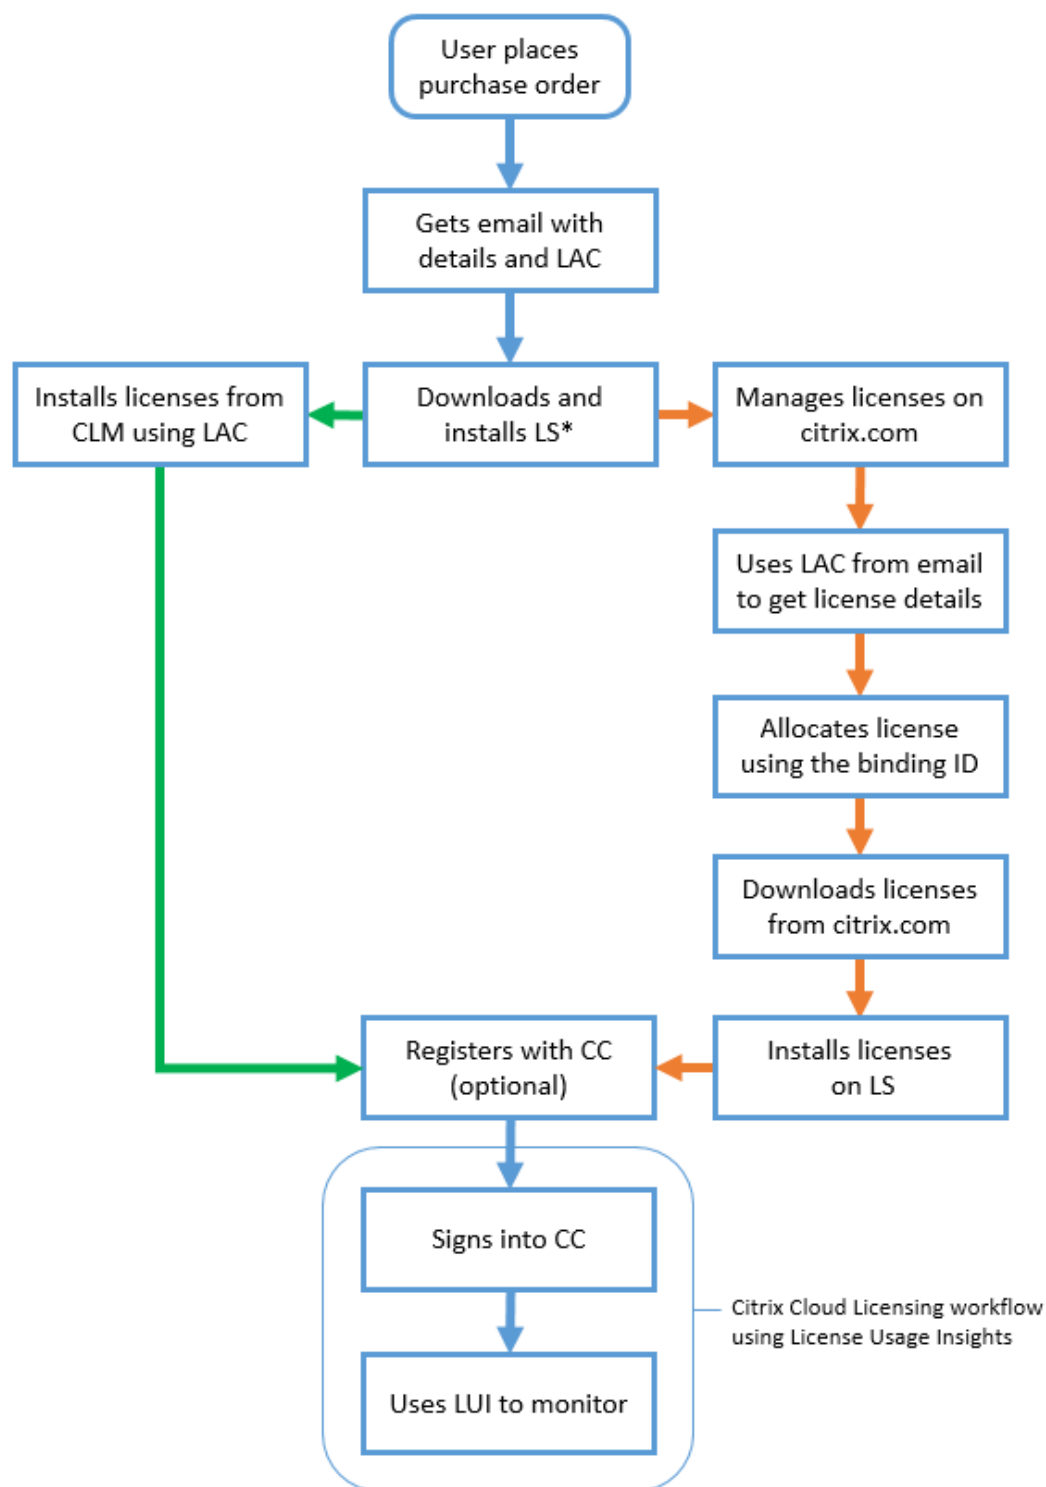 User places
purchase order
Gets email with
details and LAC
Installs licenses from
CLM using LAC
Downloads and
installs LS*
Manages licenses on
citrix.com
Uses LAC from email
to get license details
Allocates license
using the binding ID
Downloads licenses
from citrix.com
Registers with CC
(optional)
Installs licenses
on LS
Signs into CC
Citrix Cloud Licensing workflow
using License Usage Insights
Uses LUI to monitor